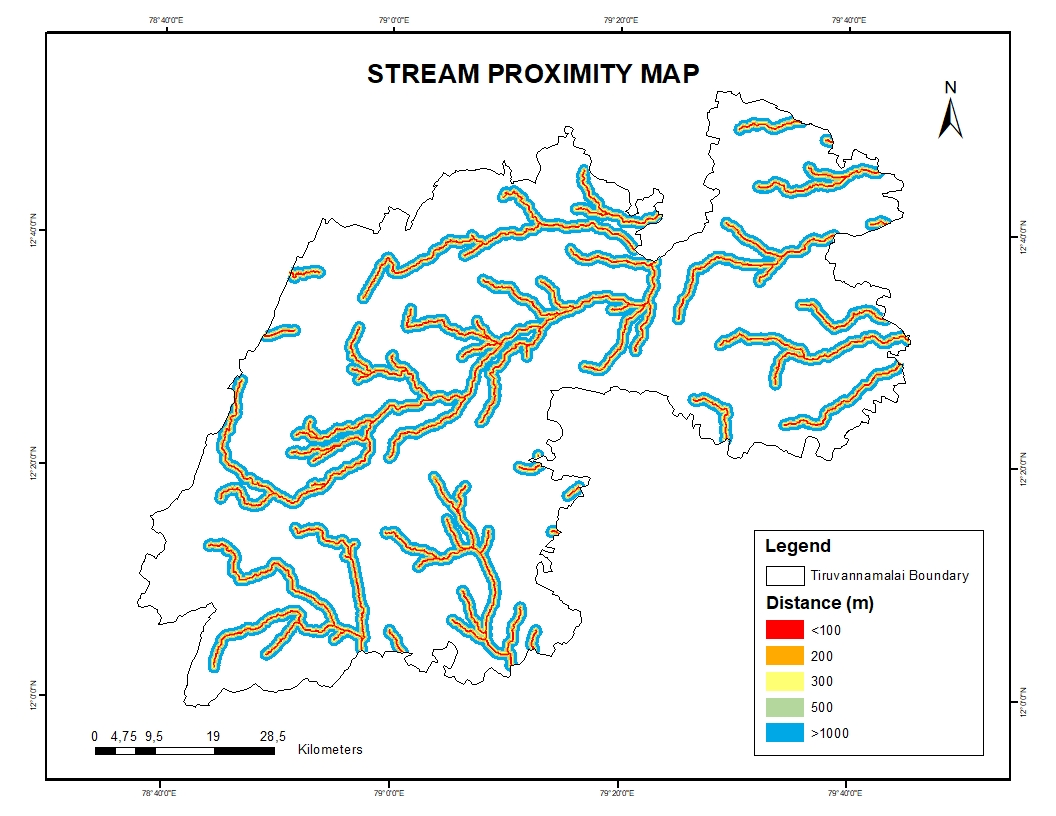 78°40'0"E 79°0'0"E 79°20'0"E 79°40'0"E
STREAM PROXIMITY MAP
N
12°40'0"N 12°40'0"N
12°20'0"N 12°20'0"N
Legend
Tiruvannamalai Boundary
Distance (m)
<100
200
300
500
>1000
12°0'0"N 12°0'0"N
0 4,75 9,5 19 28,5
Kilometers
78°40'0"E 79°0'0"E 79°20'0"E 79°40'0"E